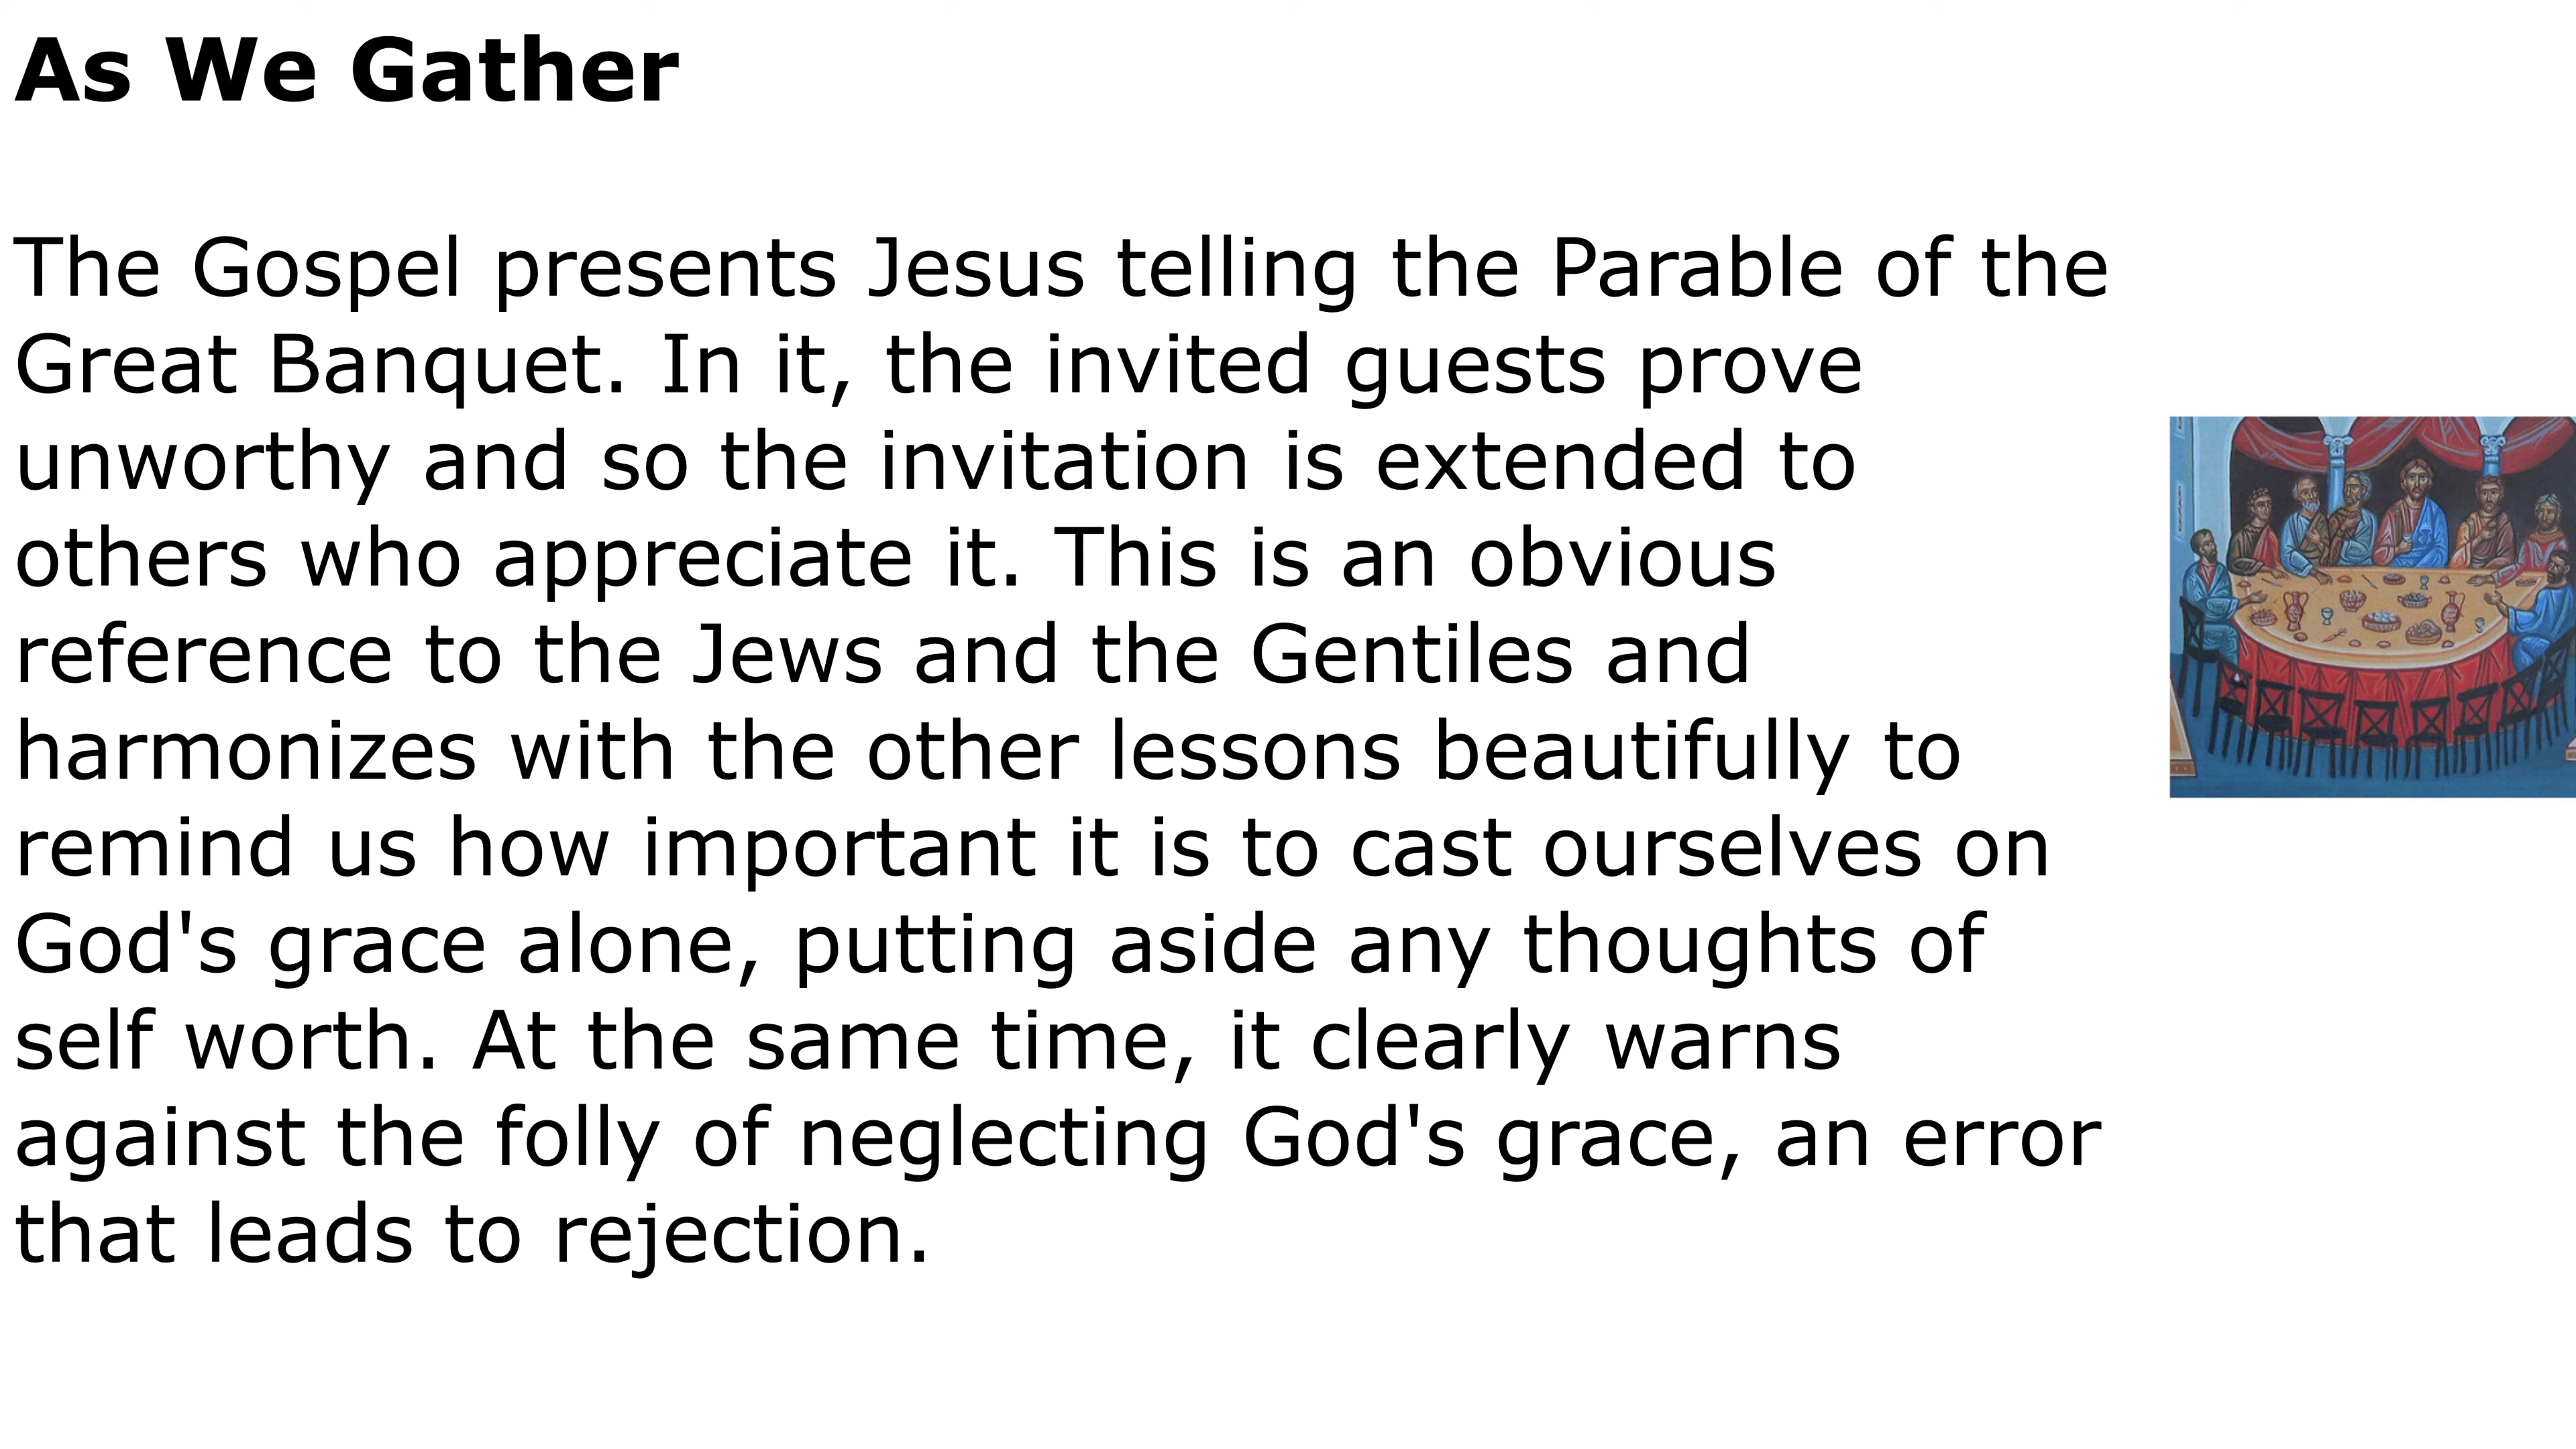 As We Gather
The Gospel presents Jesus telling the Parable of the
Great Banquet. In it, the invited guests prove
unworthy and so the invitation is extended to
others who appreciate it. This is an obvious
reference to the Jews and the Gentiles and
harmonizes with the other lessons beautifully to
remind us how important it is to cast ourselves on
God's grace alone, putting aside any thoughts of
self worth. At the same time, it clearly warns
against the folly of neglecting God's grace, an error
that leads to rejection.